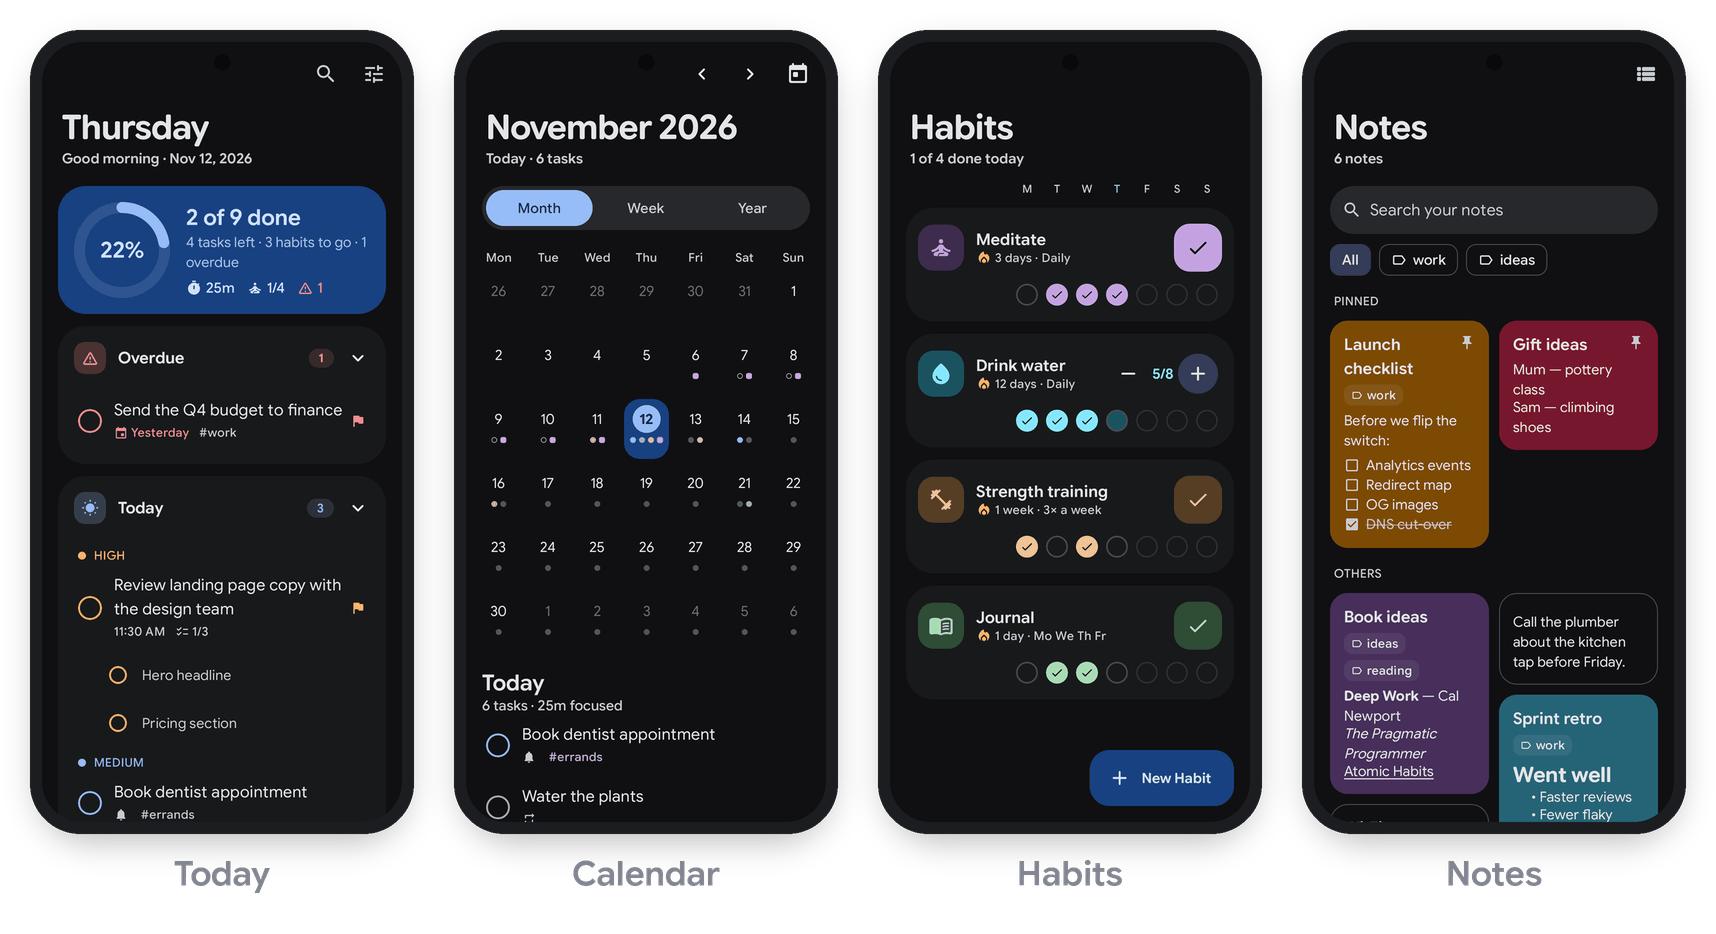 Thursday
Good morning · Nov 12, 2026
22%
2 of 9 done
4 tasks left · 3 habits to go · 1
overdue
25m 1/4 1
Overdue 1
Send the Q4 budget to finance
Yesterday #work
Today 3
HIGH
Review landing page copy with
the design team
11:30 AM 1/3
Hero headline
Pricing section
MEDIUM
Book dentist appointment
#errands
Today
November 2026
Today · 6 tasks
Month Week Year
Mon Tue Wed Thu Fri Sat Sun
26 27 28 29 30 31 1
2 3 4 5 6 7 8
9 10 11 12 13 14 15
16 17 18 19 20 21 22
23 24 25 26 27 28 29
30 1 2 3 4 5 6
Today
6 tasks · 25m focused
Book dentist appointment
#errands
Water the plants
Calendar
Habits
1 of 4 done today
M T W T F S S
Meditate
3 days · Daily
Drink water
12 days · Daily
5/8
Strength training
1 week · 3× a week
Journal
1 day · Mo We Th Fr
New Habit
Habits
Notes
6 notes
Search your notes
All work ideas
PINNED
Launch
checklist
work
Before we flip the
switch:
Analytics events
Redirect map
OG images
DNS cut-over
Gift ideas
Mum — pottery
class
Sam — climbing
shoes
OTHERS
Book ideas
ideas
reading
Deep Work — Cal
Newport
The Pragmatic
Programmer
Atomic Habits
Call the plumber
about the kitchen
tap before Friday.
Sprint retro
work
Went well
• Faster reviews
• Fewer flaky
Notes